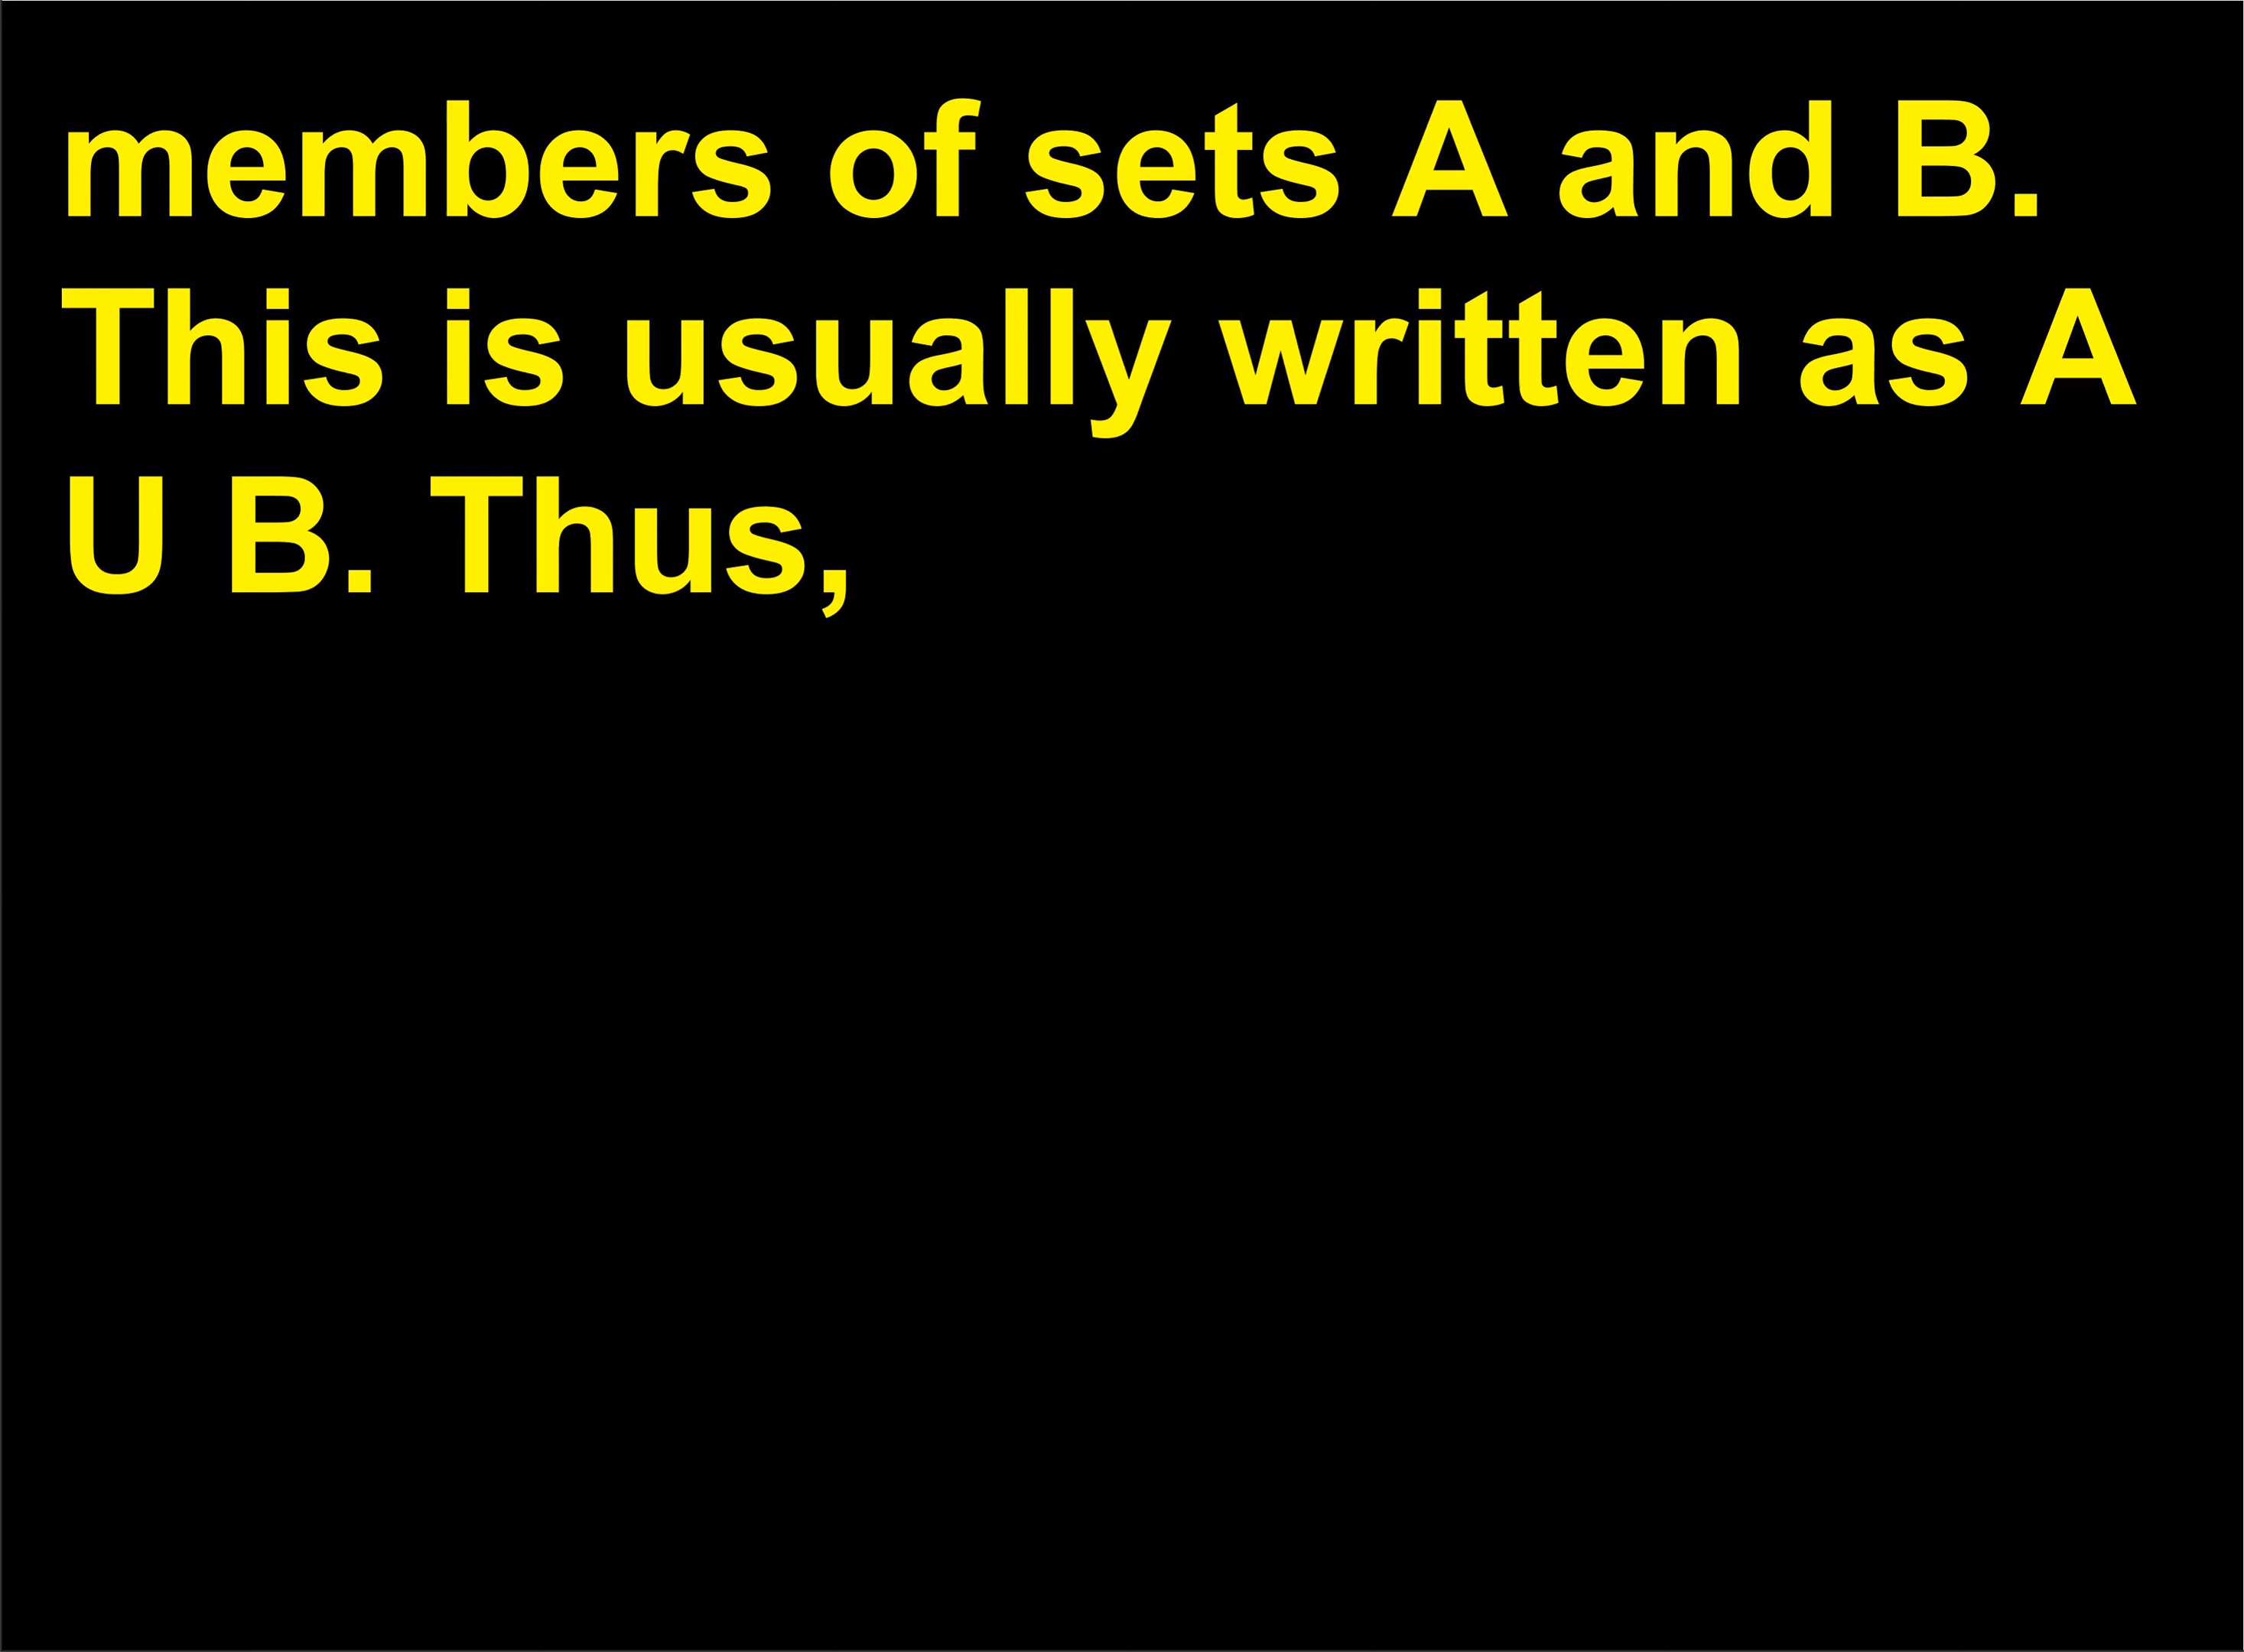 members of sets A and B.
This is usually written as A
U B. Thus,